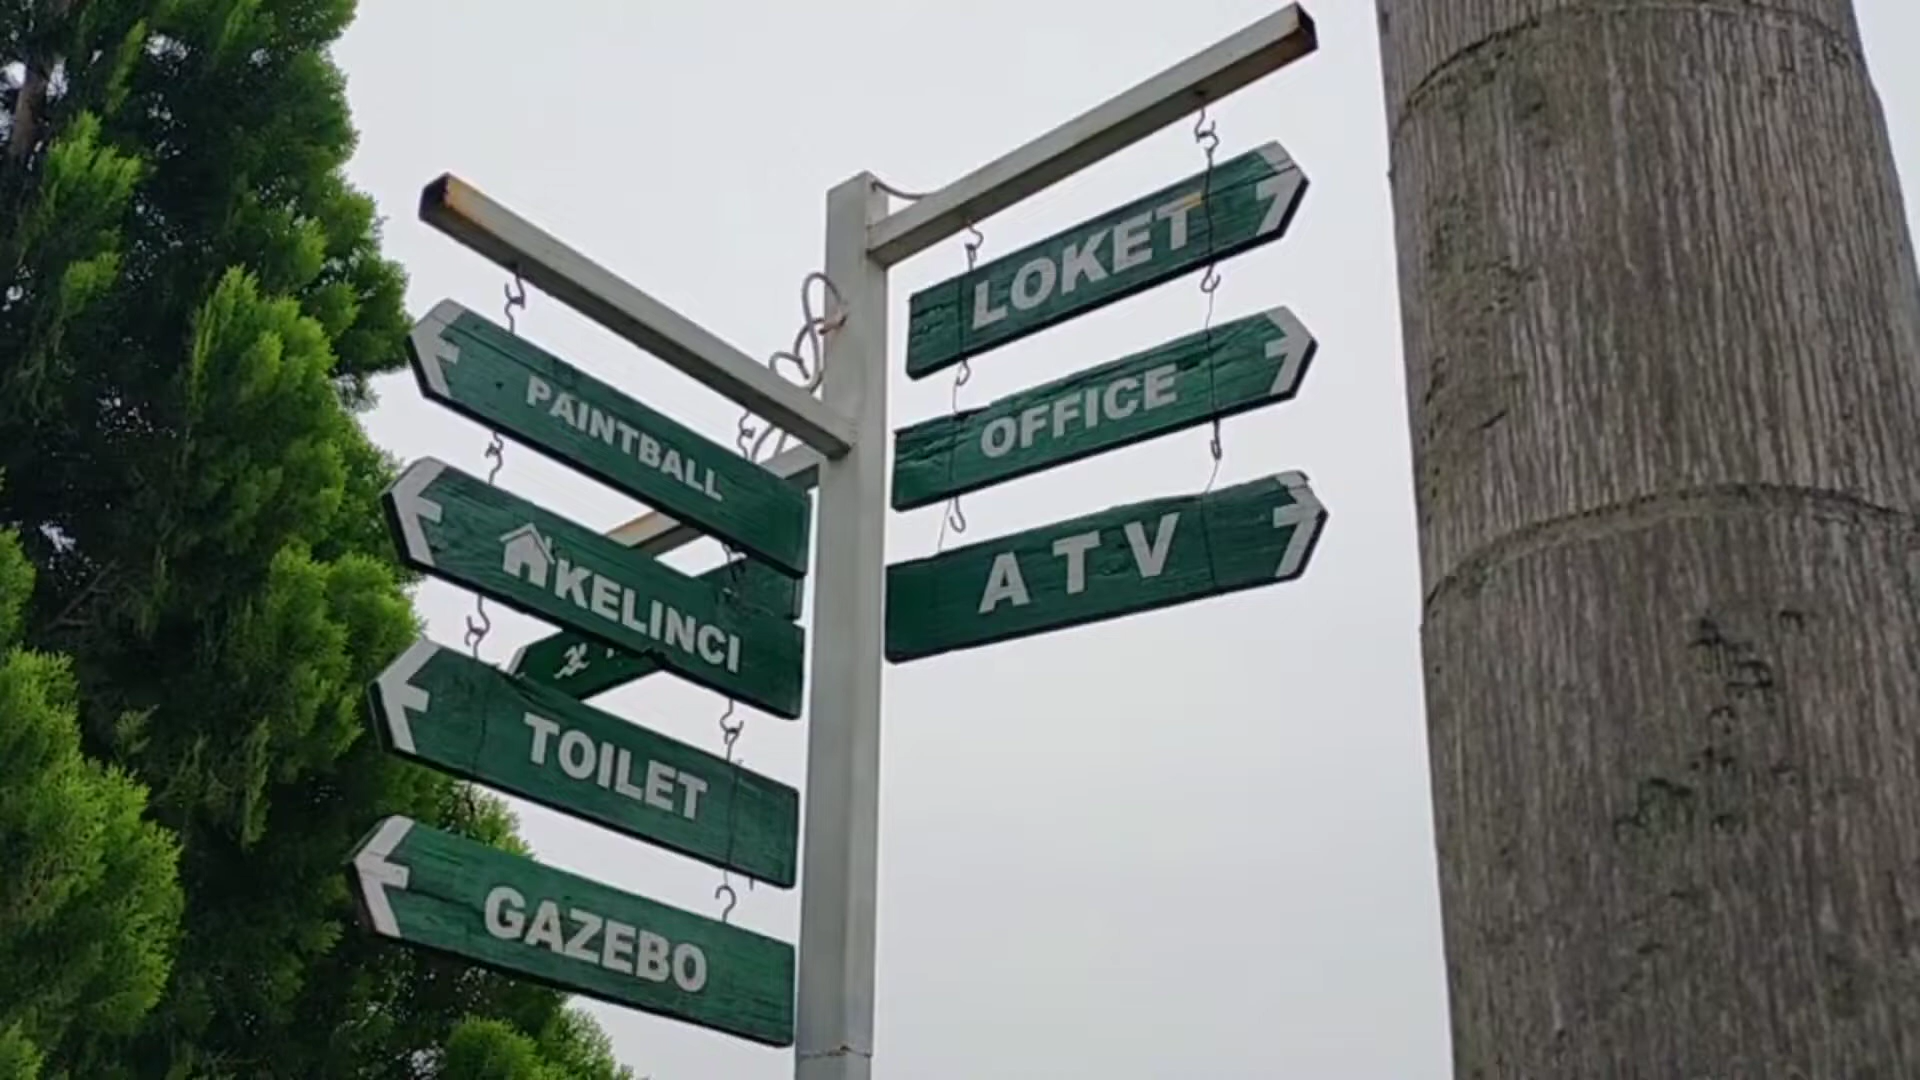 PAINTBALL
KELINCI
TOILET
GAZEBO
LOKET
OFFICE
ATV